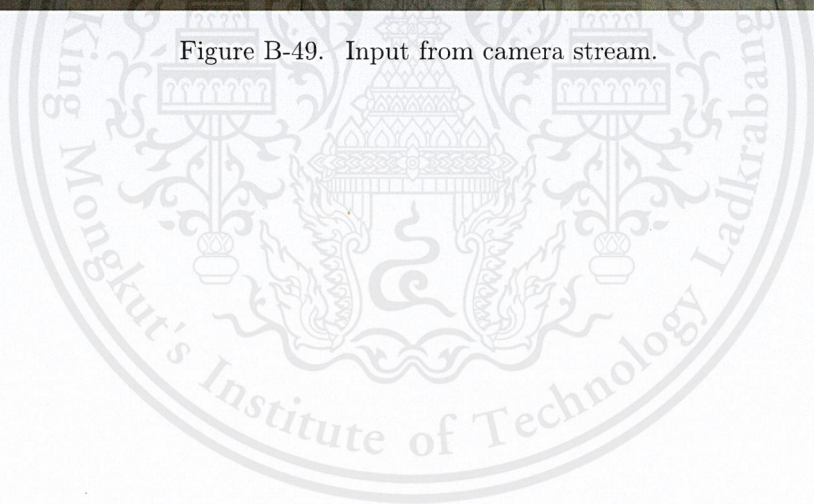 Figure B-49. Input from camera stream.
King Mongkut's Institute of Technology Ladkrabang